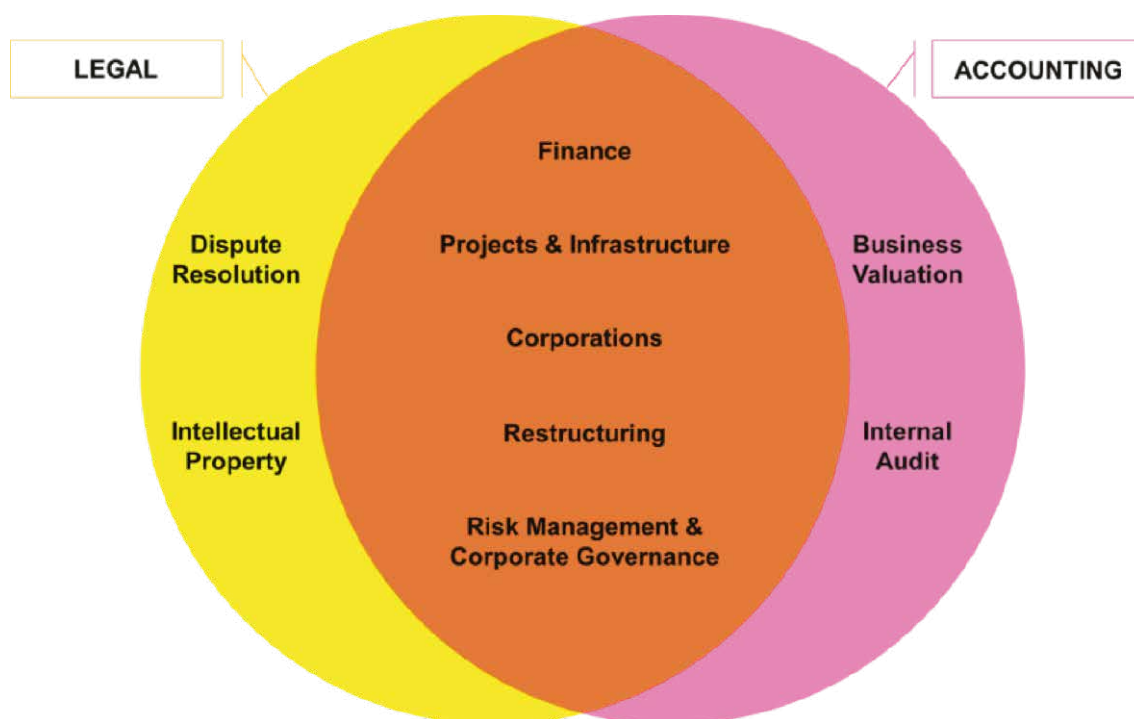 LEGAL
ACCOUNTING
Finance
Dispute
Resolution
Projects & Infrastructure
Business
Valuation
Corporations
Intellectual
Property
Restructuring
Internal
Audit
Risk Management &
Corporate Governance